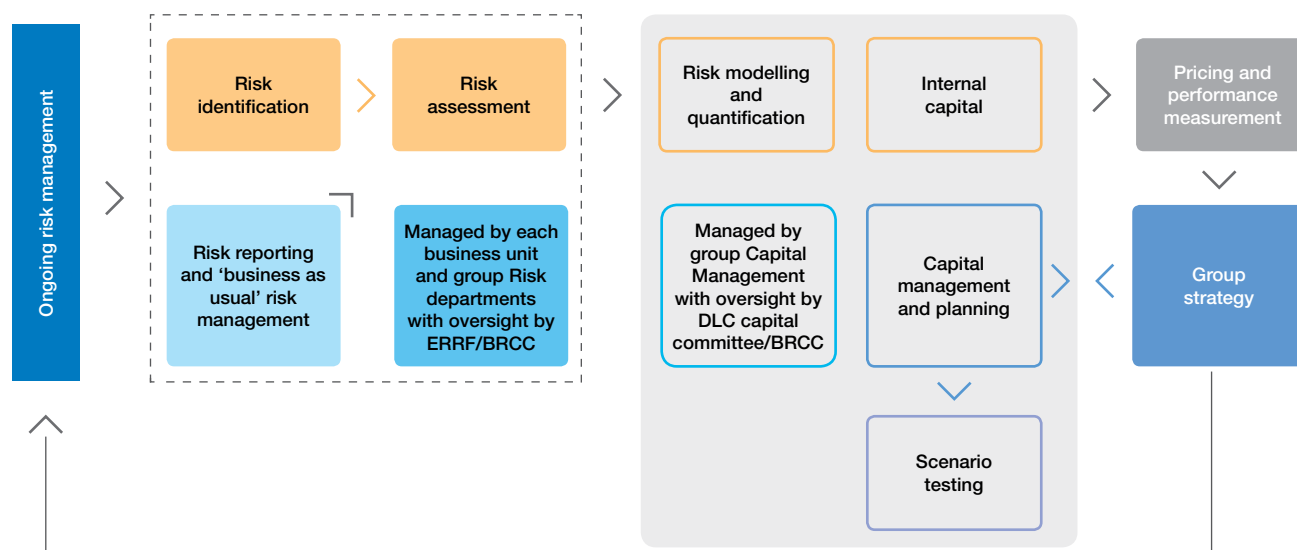 Ongoing risk management
Risk
identification
Risk
assessment
Risk modelling
and
quantification
Internal
capital
Pricing and
performance
measurement
Risk reporting
and ‘business as
usual’ risk
management
Managed by each
business unit
and group Risk
departments
with oversight by
ERRF/BRCC
Managed by
group Capital
Management
with oversight by
DLC capital
committee/BRCC
Capital
management
and planning
Group
strategy
Scenario
testing